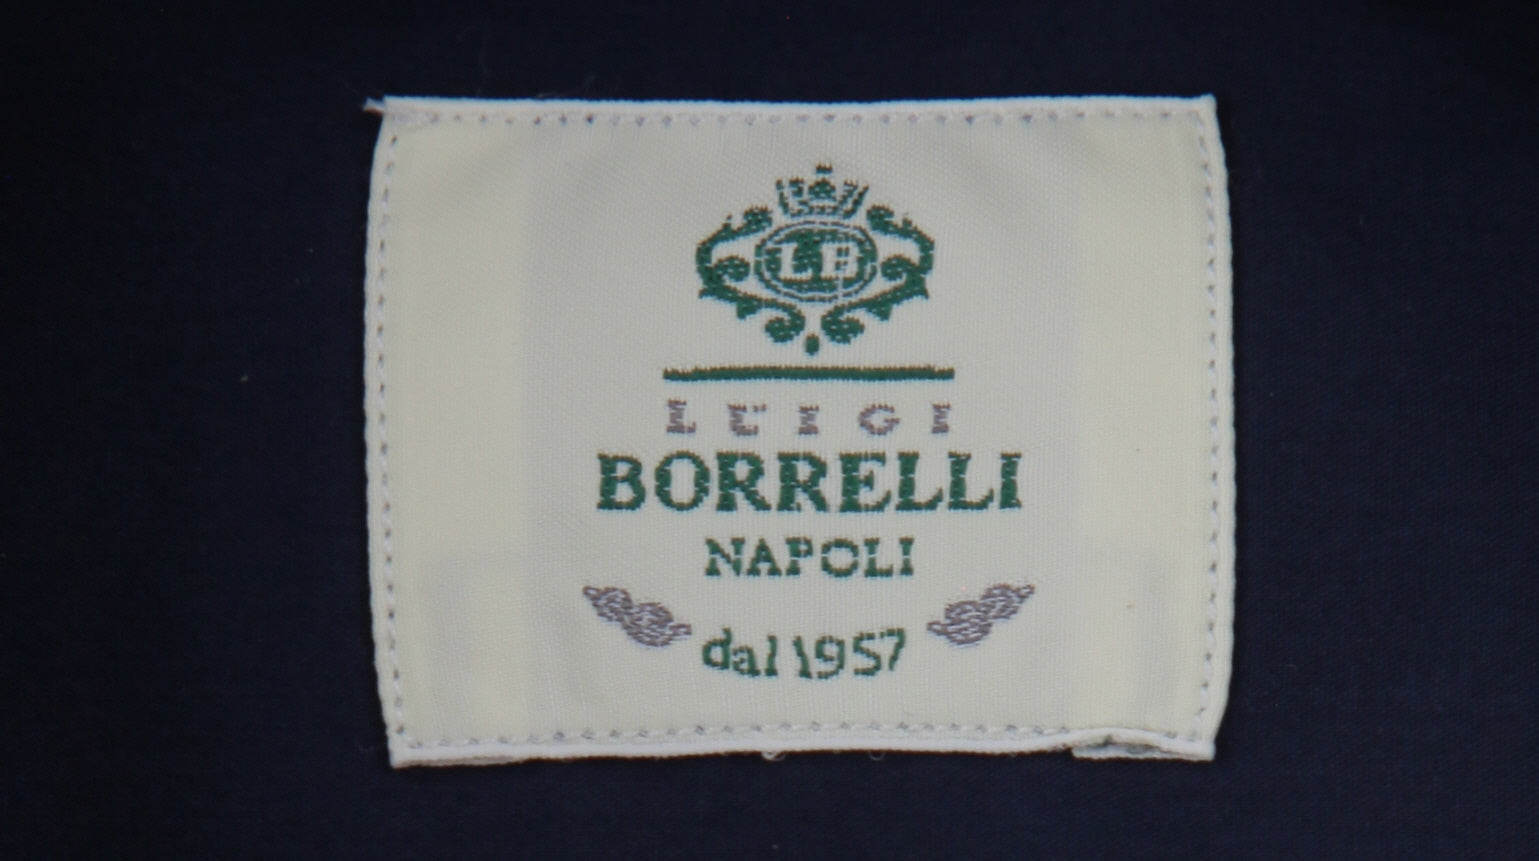 LB
LUIGI
BORRELLI
NAPOLI
dal 1957